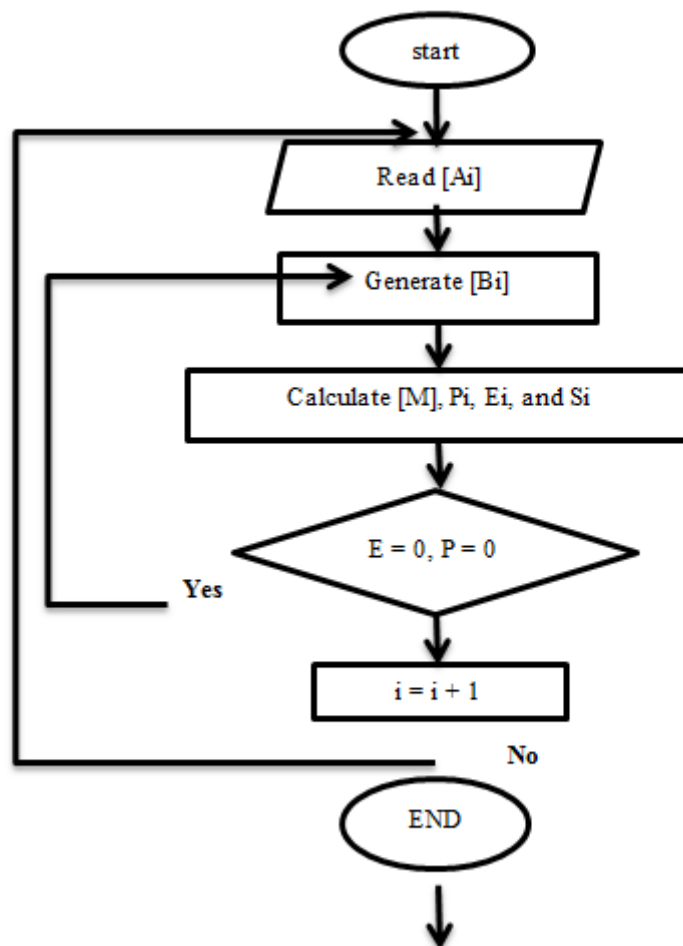 start
Read [Ai]
Generate [Bi]
Calculate [M], Pi, Ei, and Si
E = 0, P = 0
Yes
i = i + 1
No
END